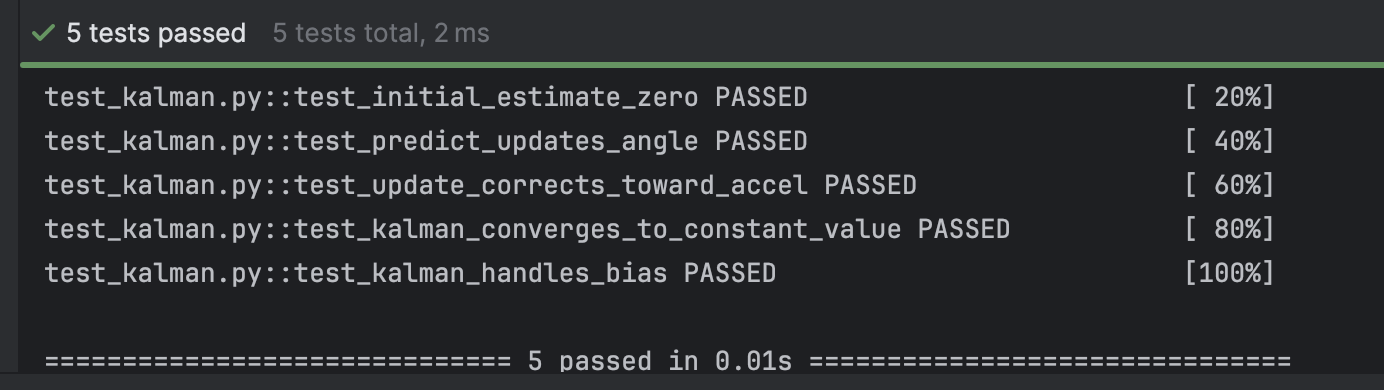 5 tests passed 5 tests total, 2 ms
test_kalman.py::test_initial_estimate_zero PASSED [ 20%]
test_kalman.py::test_predict_updates_angle PASSED [ 40%]
test_kalman.py::test_update_corrects_toward_accel PASSED [ 60%]
test_kalman.py::test_kalman_converges_to_constant_value PASSED [ 80%]
test_kalman.py::test_kalman_handles_bias PASSED [100%]
============================== 5 passed in 0.01s ===============================